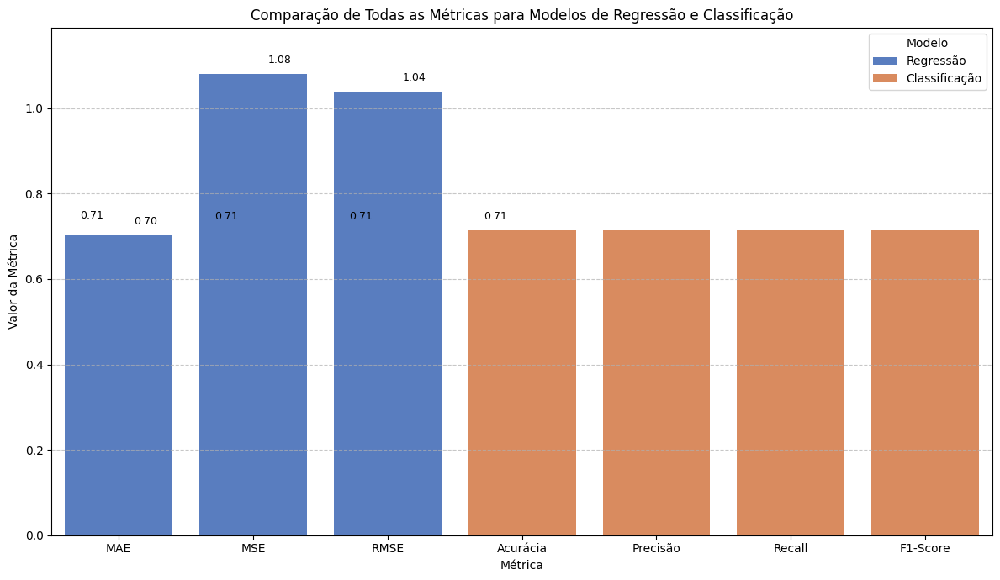 Comparação de Todas as Métricas para Modelos de Regressão e Classificação
Modelo
Regressão
Classificação
Valor da Métrica
1.0
0.8
0.6
0.4
0.2
0.0
0.71
0.70
1.08
0.71
1.04
0.71
0.71
MAE
MSE
RMSE
Acurácia
Precisão
Recall
F1-Score
Métrica